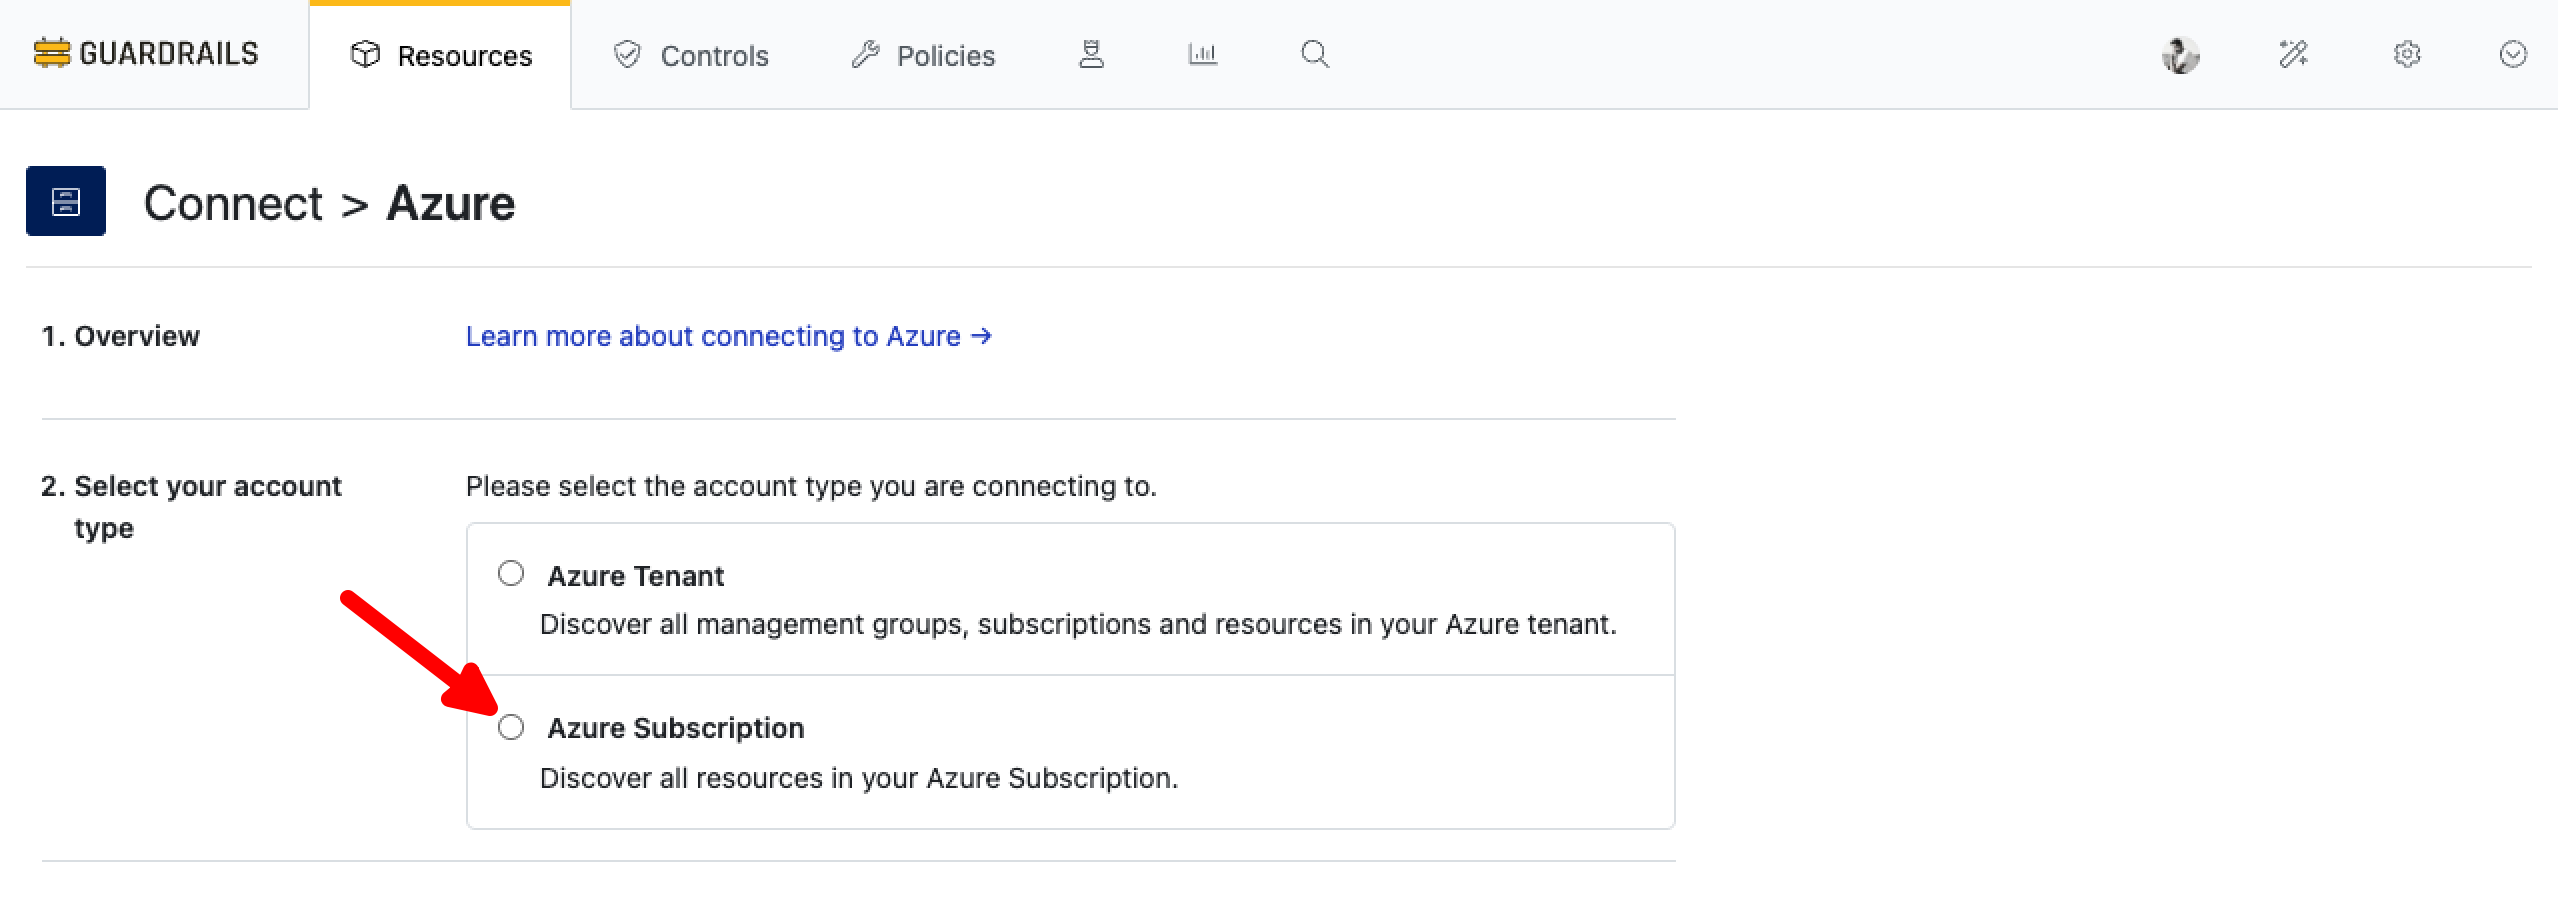 GUARDRAILS Resources Controls Policies
Connect > Azure
1. Overview Learn more about connecting to Azure →
2. Select your account type
Please select the account type you are connecting to.
Azure Tenant
Discover all management groups, subscriptions and resources in your Azure tenant.
Azure Subscription
Discover all resources in your Azure Subscription.